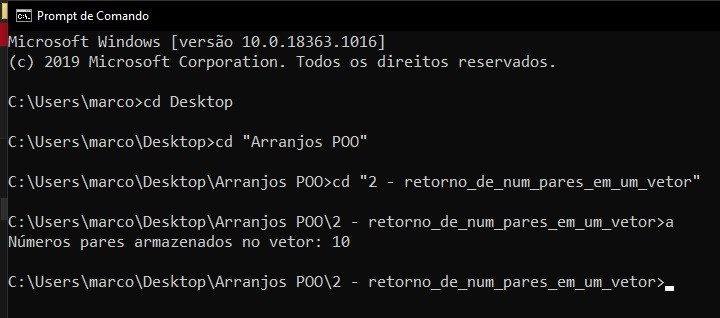 Prompt de Comando
Microsoft Windows [versão 10.0.18363.1016]
(c) 2019 Microsoft Corporation. Todos os direitos reservados.
C:\Users\marco>cd Desktop
C:\Users\marco\Desktop>cd "Arranjos POO"
C:\Users\marco\Desktop\Arranjos POO>cd "2 - retorno_de_num_pares_em_um_vetor"
C:\Users\marco\Desktop\Arranjos POO\2 - retorno_de_num_pares_em_um_vetor>a
Números pares armazenados no vetor: 10
C:\Users\marco\Desktop\Arranjos POO\2 - retorno_de_num_pares_em_um_vetor>